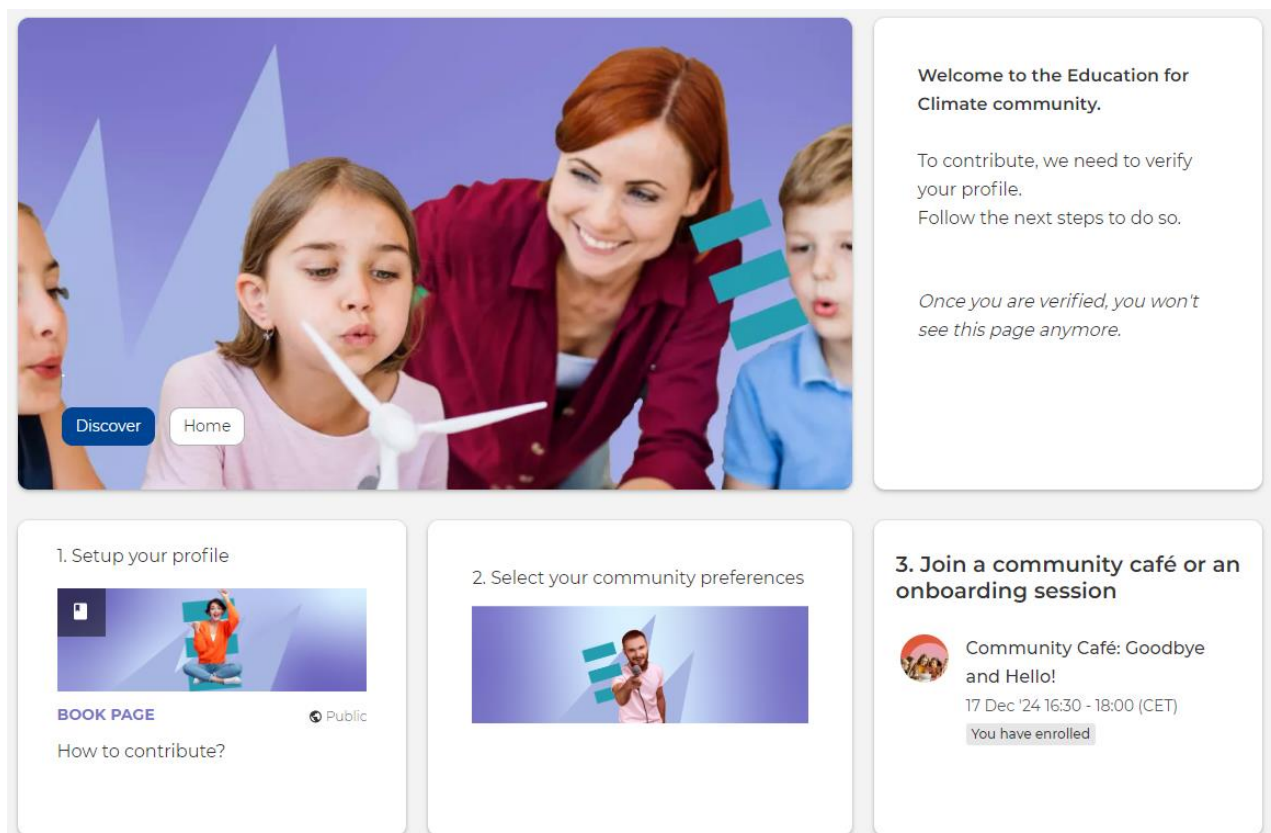 Welcome to the Education for
Climate community.
To contribute, we need to verify
your profile.
Follow the next steps to do so.
Once you are verified, you won't
see this page anymore.
Discover
Home
1. Setup your profile
BOOK PAGE
Public
How to contribute?
2. Select your community preferences
3. Join a community café or an
onboarding session
Community Café: Goodbye
and Hello!
17 Dec '24 16:30 - 18:00 (CET)
You have enrolled